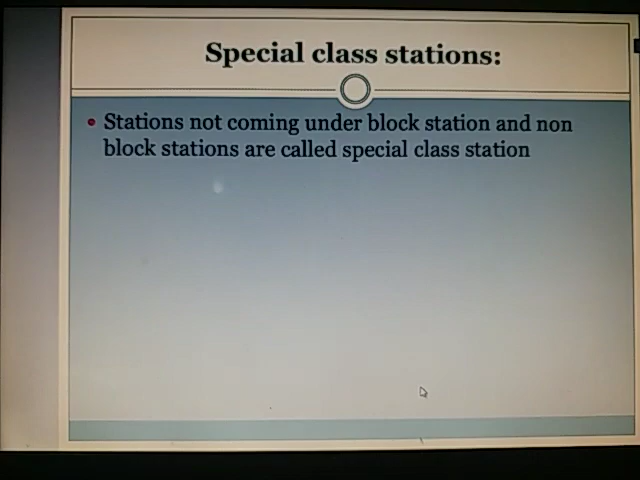 Special class stations:
Stations not coming under block station and non
block stations are called special class station